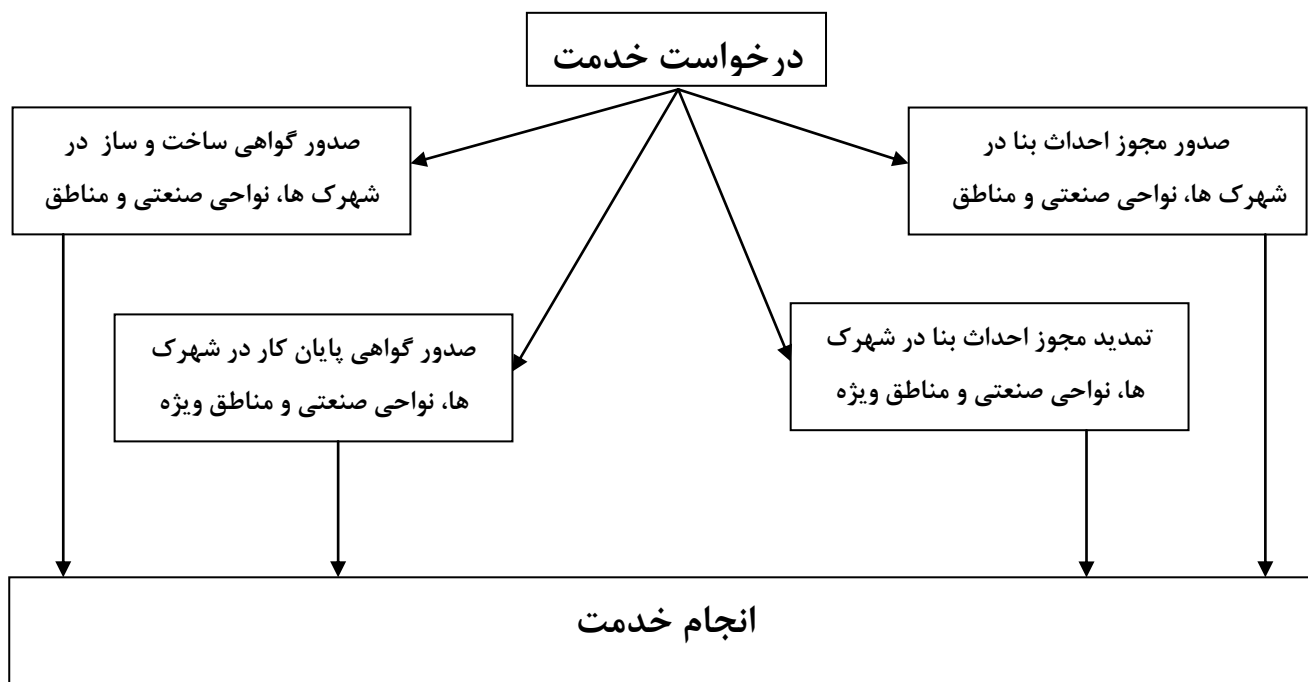 درخواست خدمت
صدور مجوز احداث بنا در
شهرک ها، نواحی صنعتی و مناطق
صدور گواهی ساخت و ساز در
شهرک ها، نواحی صنعتی و مناطق
تمدید مجوز احداث بنا در شهرک
ها، نواحی صنعتی و مناطق ویژه
صدور گواهی پایان کار در شهرک
ها، نواحی صنعتی و مناطق ویژه
انجام خدمت